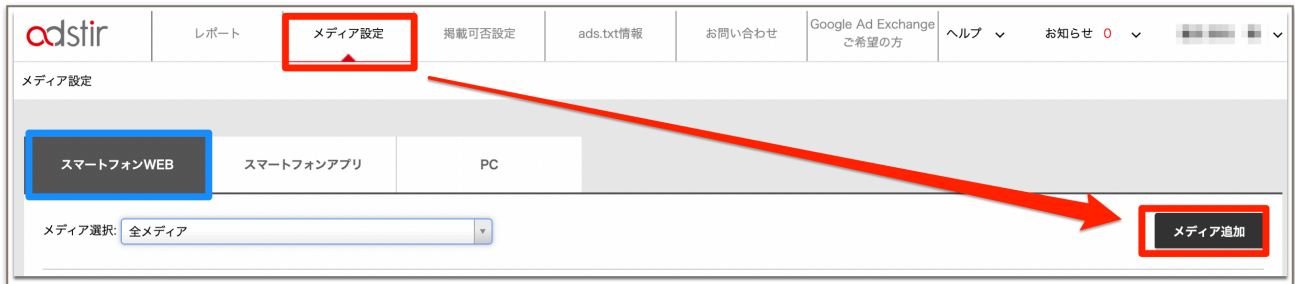 adstir
レポート
メディア設定
掲載可否設定
ads.txt情報
お問い合わせ
Google Ad Exchange
ご希望の方
ヘルプ
お知らせ 0
メディア設定
スマートフォンWEB
スマートフォンアプリ
PC
メディア選択: 全メディア
メディア追加